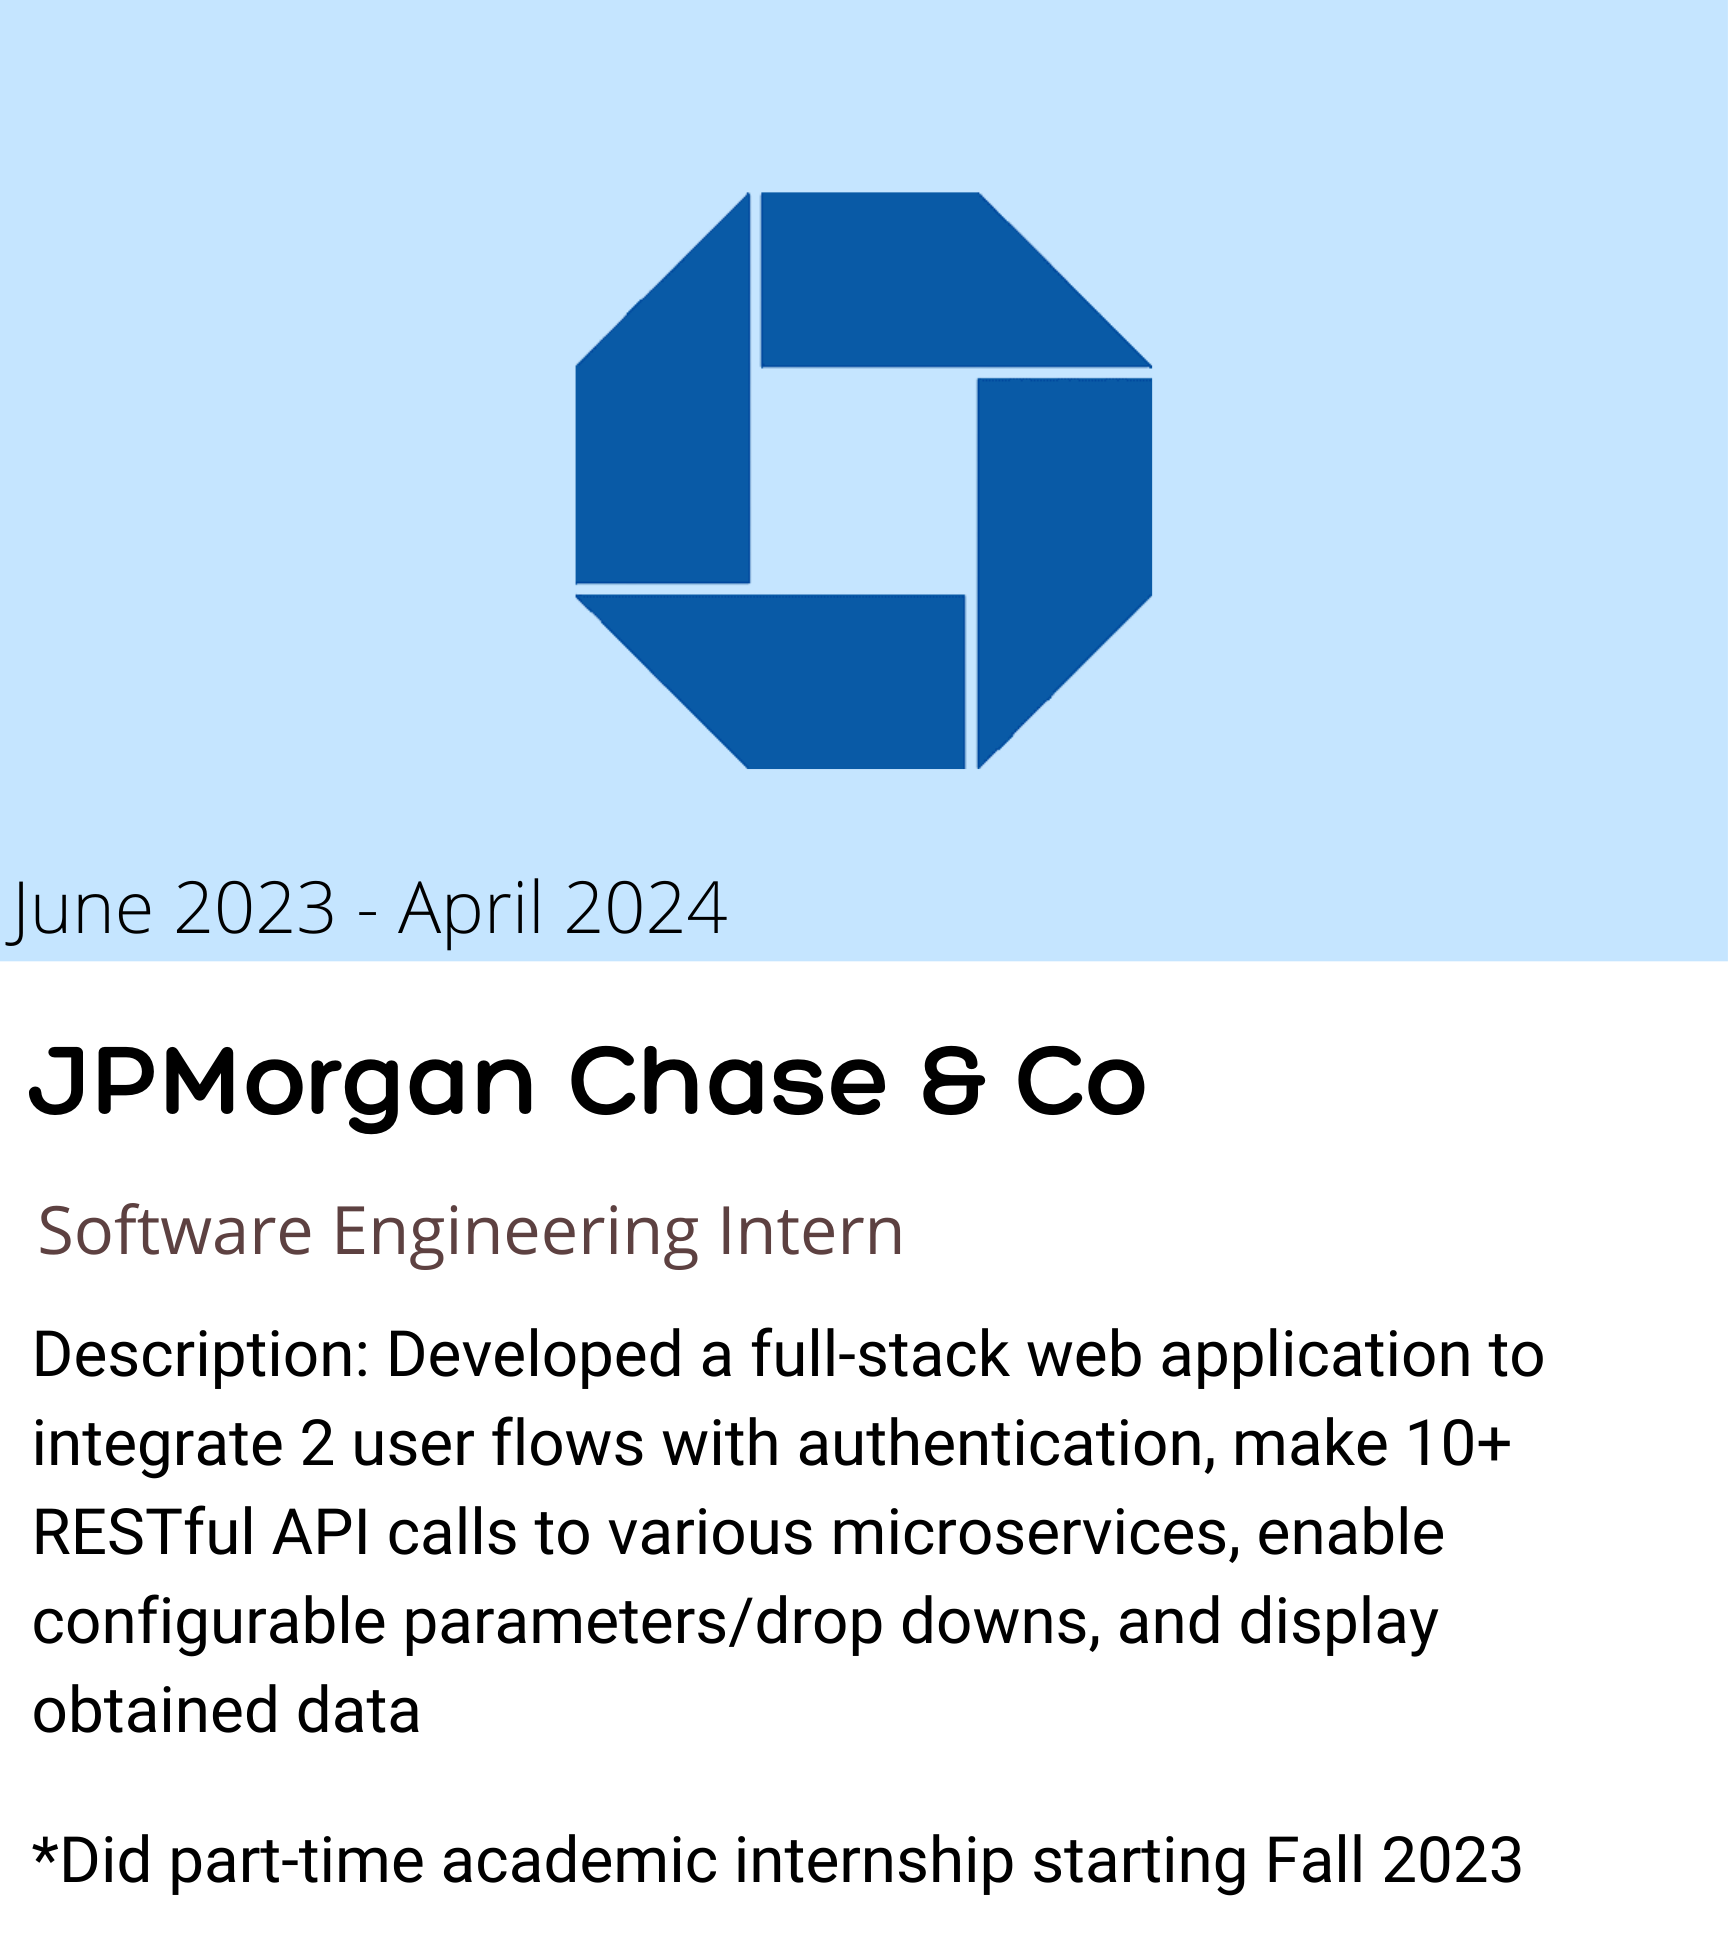 June 2023 - April 2024
JPMorgan Chase & Co
Software Engineering Intern
Description: Developed a full-stack web application to
integrate 2 user flows with authentication, make 10+
RESTful API calls to various microservices, enable
configurable parameters/drop downs, and display
obtained data
*Did part-time academic internship starting Fall 2023